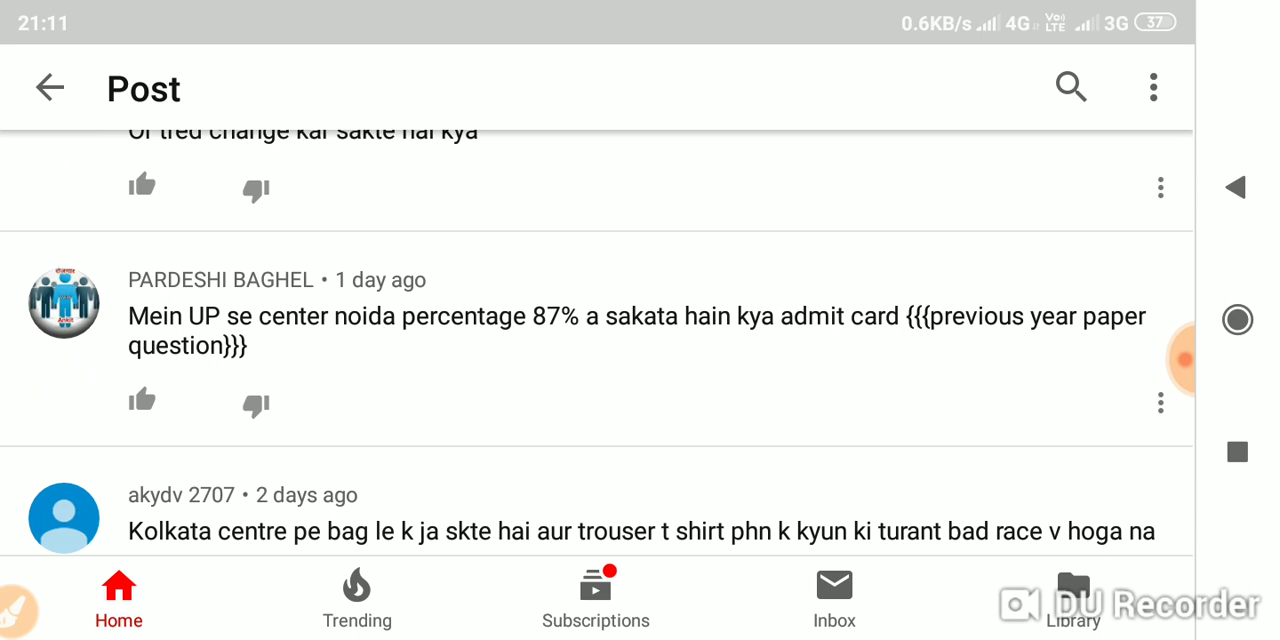 21:11
0.6KB/s 4G Vo) LTE 3G 37
Post
Or tred change kar sakte hai kya
PARDESHI BAGHEL • 1 day ago
Mein UP se center noida percentage 87% a sakata hain kya admit card {{{previous year paper
question}}}
akydv 2707 • 2 days ago
Kolkata centre pe bag le k ja skte hai aur trouser t shirt phn k kyun ki turant bad race v hoga na
Home
Trending
Subscriptions
Inbox
Library
DU Recorder